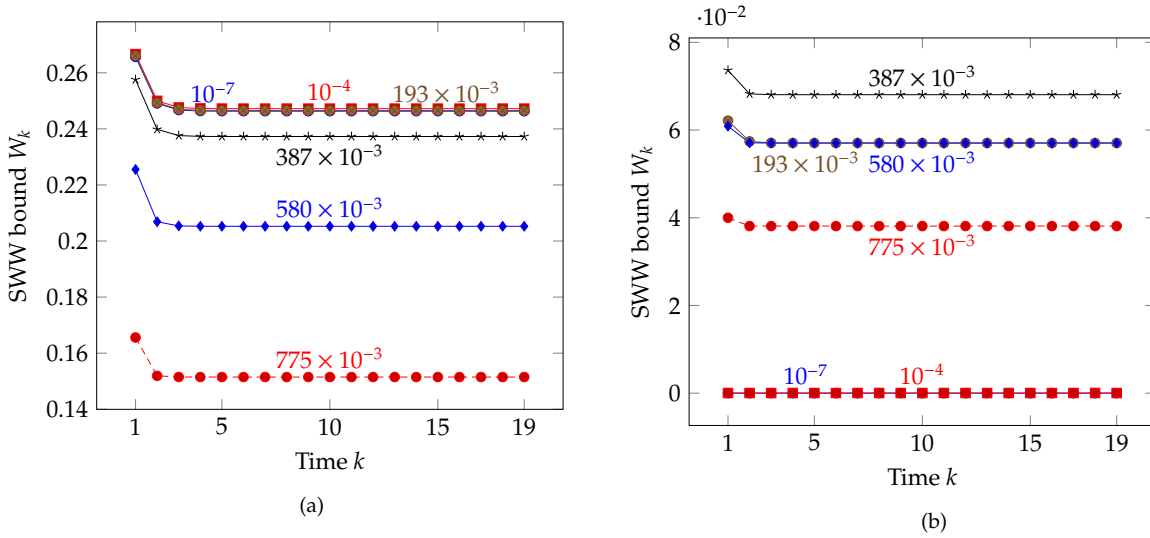 0.26
0.24
0.22
0.2
0.18
0.16
0.14
SWW bound W_k
10^{-7}
10^{-4}
193 × 10^{-3}
387 × 10^{-3}
580 × 10^{-3}
775 × 10^{-3}
1 5 10 15 19
Time k
(a)
·10^{-2}
8
6
4
2
0
SWW bound W_k
387 × 10^{-3}
193 × 10^{-3} 580 × 10^{-3}
775 × 10^{-3}
10^{-7} 10^{-4}
1 5 10 15 19
Time k
(b)